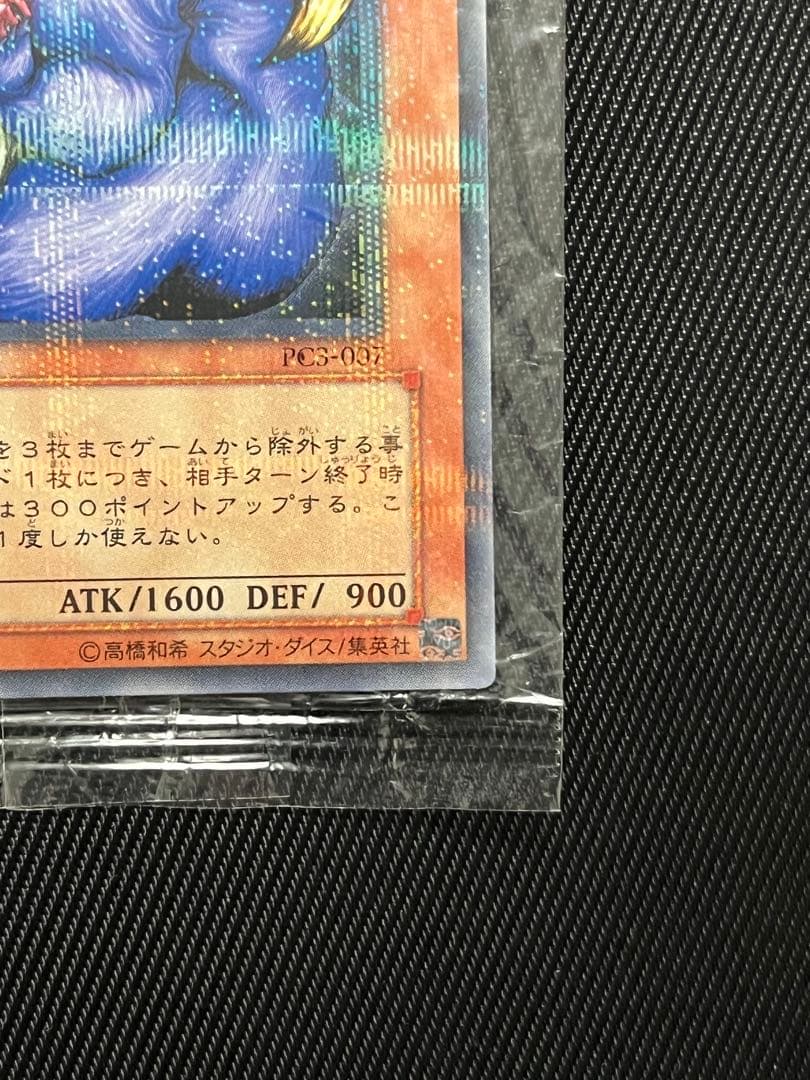 PC3-007
を3枚までゲームから除外する事
ド1枚につき、相手ターン終了時
は300ポイントアップする。こ
1度しか使えない。
ATK/1600 DEF/ 900
©高橋和希 スタジオ・ダイス/集英社